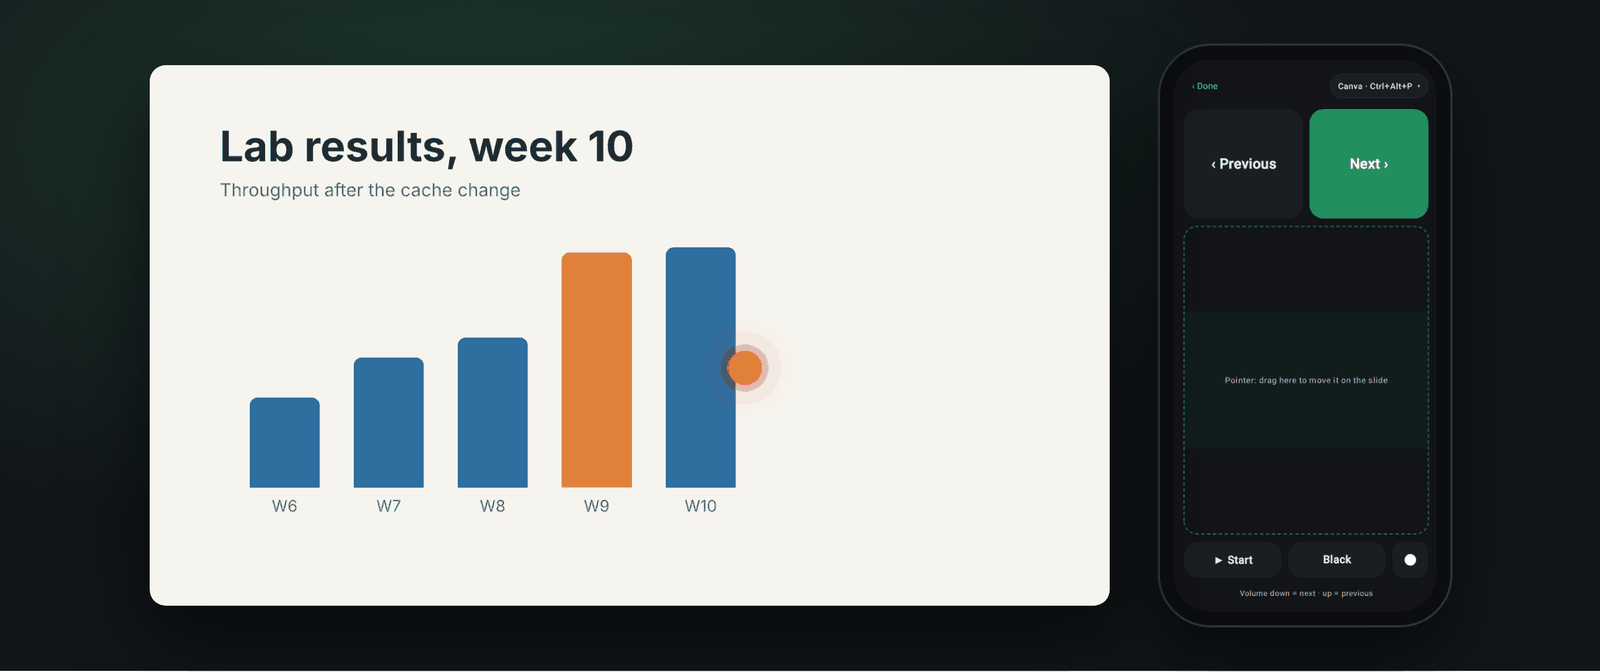 Lab results, week 10
Throughput after the cache change
W6 W7 W8 W9 W10
‹ Done
Canva · Ctrl+Alt+P
‹ Previous
Next ›
Pointer: drag here to move it on the slide
▶ Start
Black
Volume down = next · up = previous